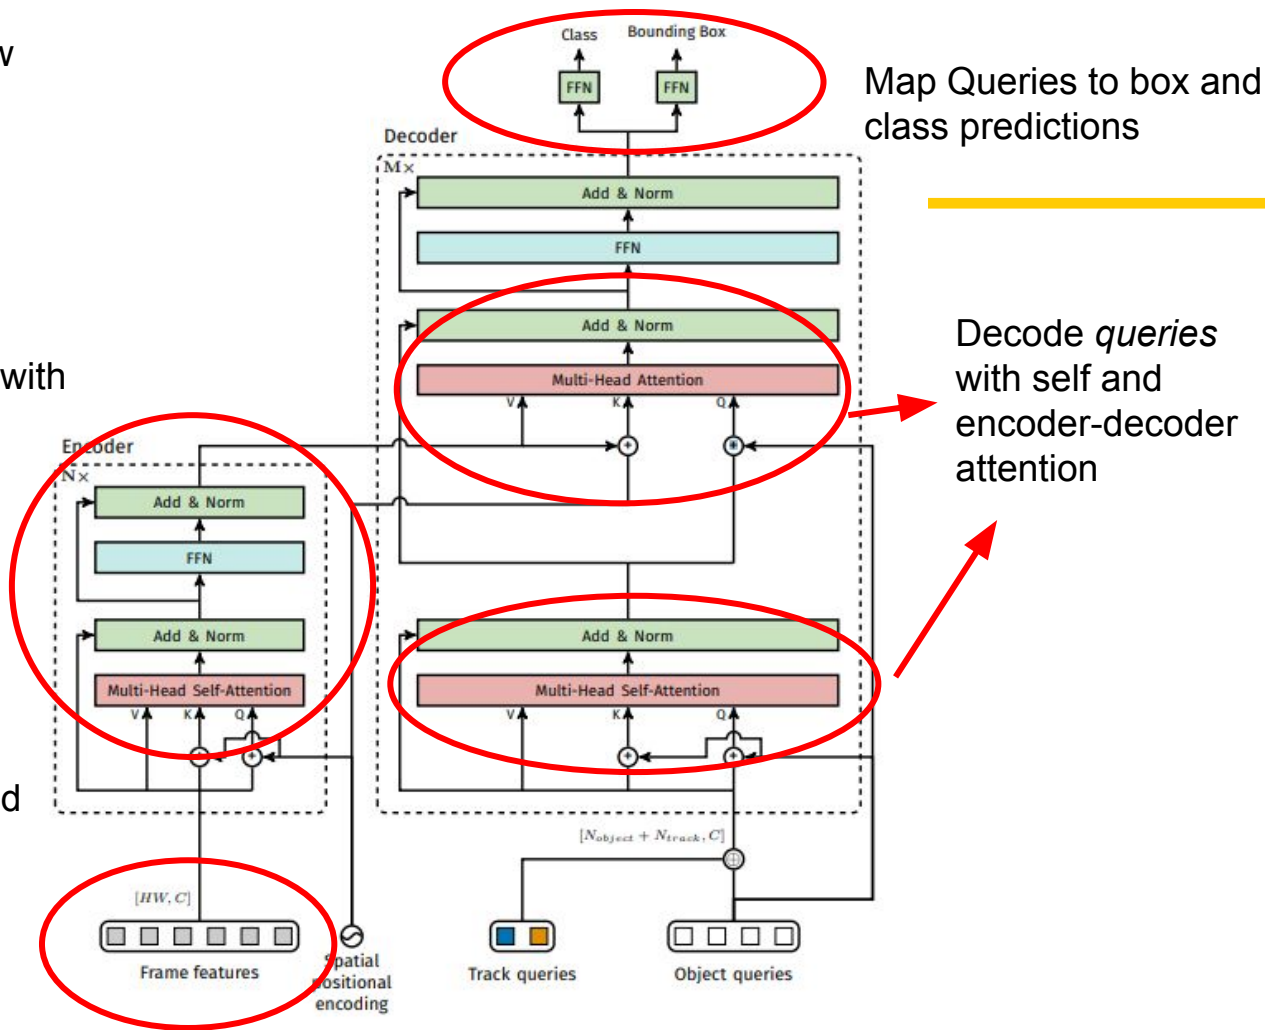 w
Class
Bounding Box
FFN
FFN
Map Queries to box and
class predictions
Decoder
M×
Add & Norm
FFN
Add & Norm
Multi-Head Attention
V
K
Q
Decode queries
with self and
encoder-decoder
attention
with
Encoder
N×
Add & Norm
FFN
Add & Norm
Multi-Head Self-Attention
V
K
Q
Add & Norm
Multi-Head Self-Attention
V
K
Q
d
[N_object + N_track, C]
[HW, C]
Frame features
Spatial
positional
encoding
Track queries
Object queries